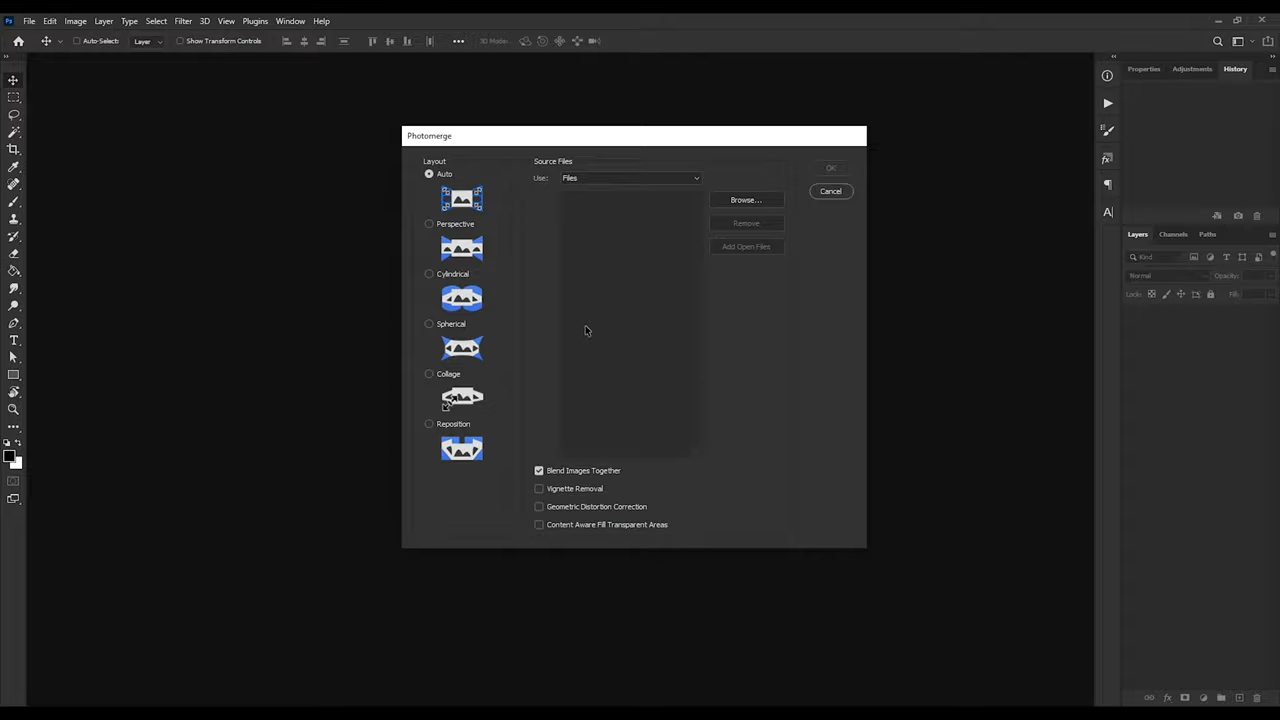 Ps File Edit Image Layer Type Select Filter 3D View Plugins Window Help
Auto-Select: Layer Show Transform Controls 3D Mode:
Properties Adjustments History
Photomerge
Layout
Auto
Perspective
Cylindrical
Spherical
Collage
Reposition
Source Files
Use: Files
Browse...
Remove
Add Open Files
Blend Images Together
Vignette Removal
Geometric Distortion Correction
Content Aware Fill Transparent Areas
OK
Cancel
Layers Channels Paths
Kind
Normal Opacity:
Lock: Fill: